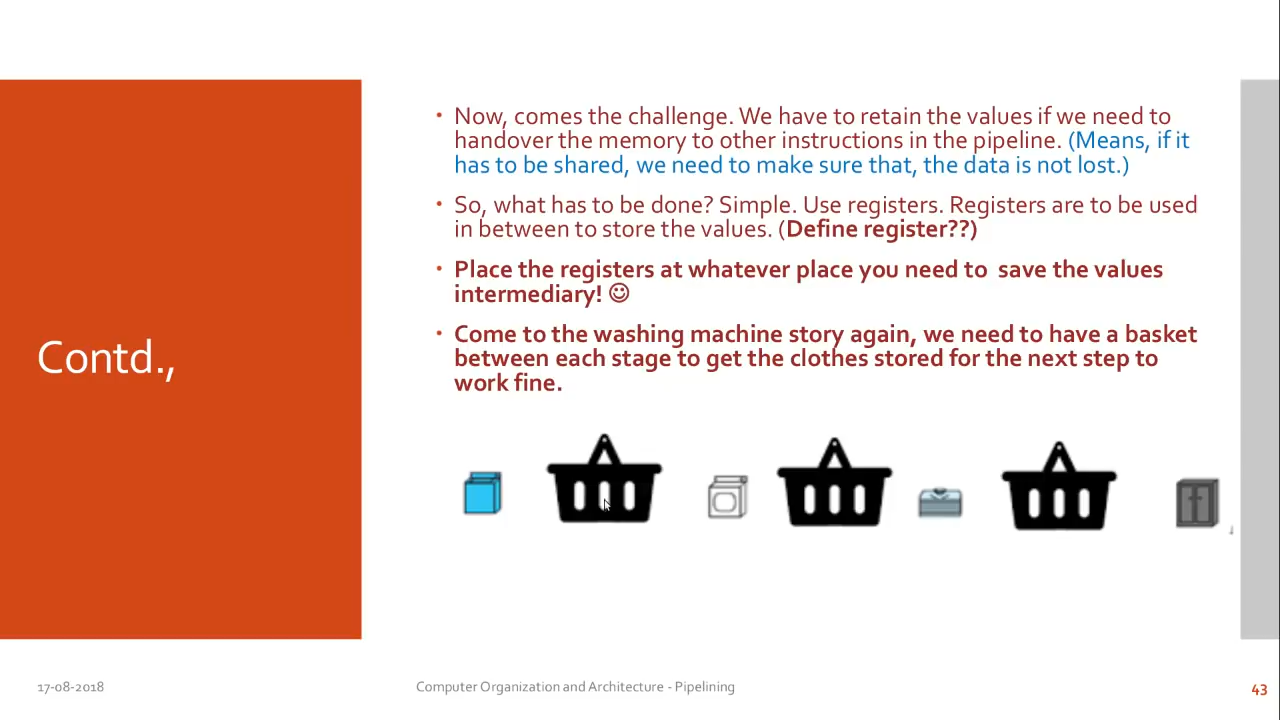 Contd.,
• Now, comes the challenge. We have to retain the values if we need to
handover the memory to other instructions in the pipeline. (Means, if it
has to be shared, we need to make sure that, the data is not lost.)
• So, what has to be done? Simple. Use registers. Registers are to be used
in between to store the values. (Define register??)
• Place the registers at whatever place you need to  save the values
intermediary! ☺
• Come to the washing machine story again, we need to have a basket
between each stage to get the clothes stored for the next step to
work fine.
17-08-2018
Computer Organization and Architecture - Pipelining
43